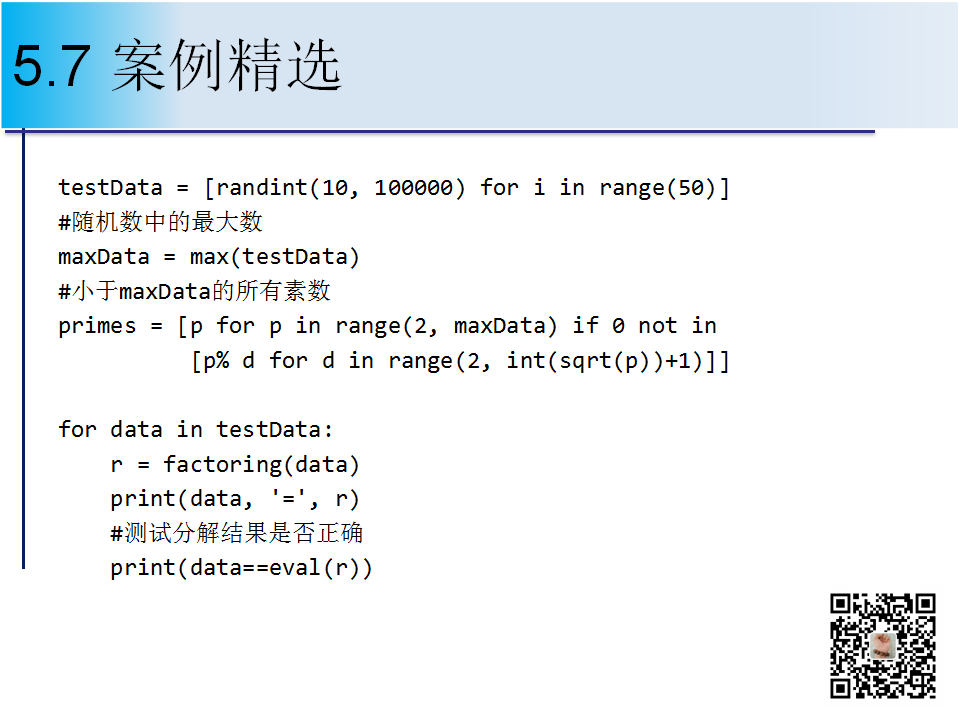 5.7 案例精选
testData = [randint(10, 100000) for i in range(50)]
#随机数中的最大数
maxData = max(testData)
#小于maxData的所有素数
primes = [p for p in range(2, maxData) if 0 not in
[p% d for d in range(2, int(sqrt(p))+1)]]
for data in testData:
r = factoring(data)
print(data, '=', r)
#测试分解结果是否正确
print(data==eval(r))